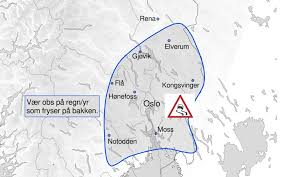 Rena
Elverum
Gjøvik
Flå
Kongsvinger
Hønefoss
Vær obs på regn/yr
som fryser på bakken.
Oslo
Moss
Notodden